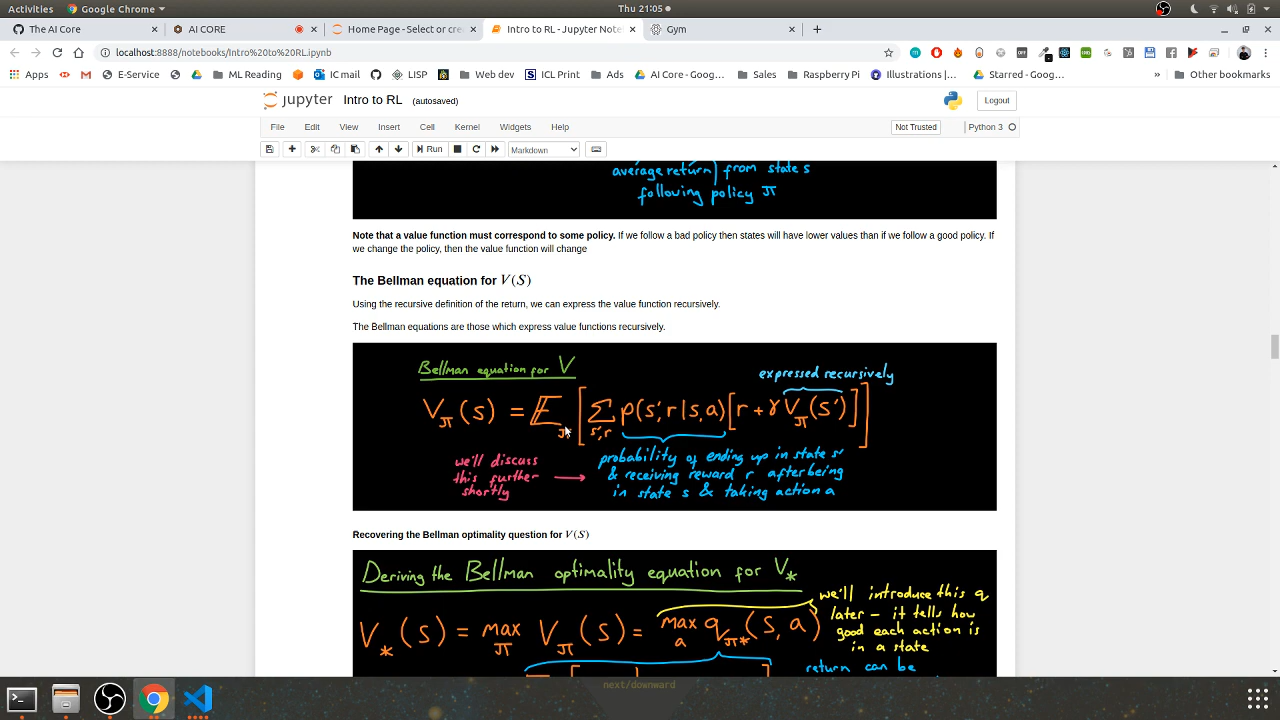 Activities
Google Chrome
Thu 21:05
The AI Core
AI CORE
Home Page - Select or cre
Intro to RL - Jupyter Note
Gym
localhost:8888/notebooks/Intro%20to%20RL.ipynb
Apps
M
E-Service
ML Reading
IC mail
LISP
Web dev
ICL Print
Ads
AI Core - Goog...
Sales
Raspberry Pi
Illustrations |...
Starred - Goog...
»
Other bookmarks
jupyter
Intro to RL
(autosaved)
Logout
File
Edit
View
Insert
Cell
Kernel
Widgets
Help
Not Trusted
Python 3
Run
Markdown
average return) from state s
following policy π
Note that a value function must correspond to some policy. If we follow a bad policy then states will have lower values than if we follow a good policy. If
we change the policy, then the value function will change
The Bellman equation for V(S)
Using the recursive definition of the return, we can express the value function recursively.
The Bellman equations are those which express value functions recursively.
Bellman equation for V
expressed recursively
Vπ(s) = 𝔼π[Σs',r p(s',r|s,a)[r + γVπ(s')]]
we'll discuss
this further
shortly
probability of ending up in state s'
& receiving reward r after being
in state s & taking action a
Recovering the Bellman optimality question for V(S)
Deriving the Bellman optimality equation for V*
we'll introduce this q
later – it tells how
good each action is
in a state
V*(s) = max π Vπ(s) = max a qVπ*(s,a)
return can be
next/downward